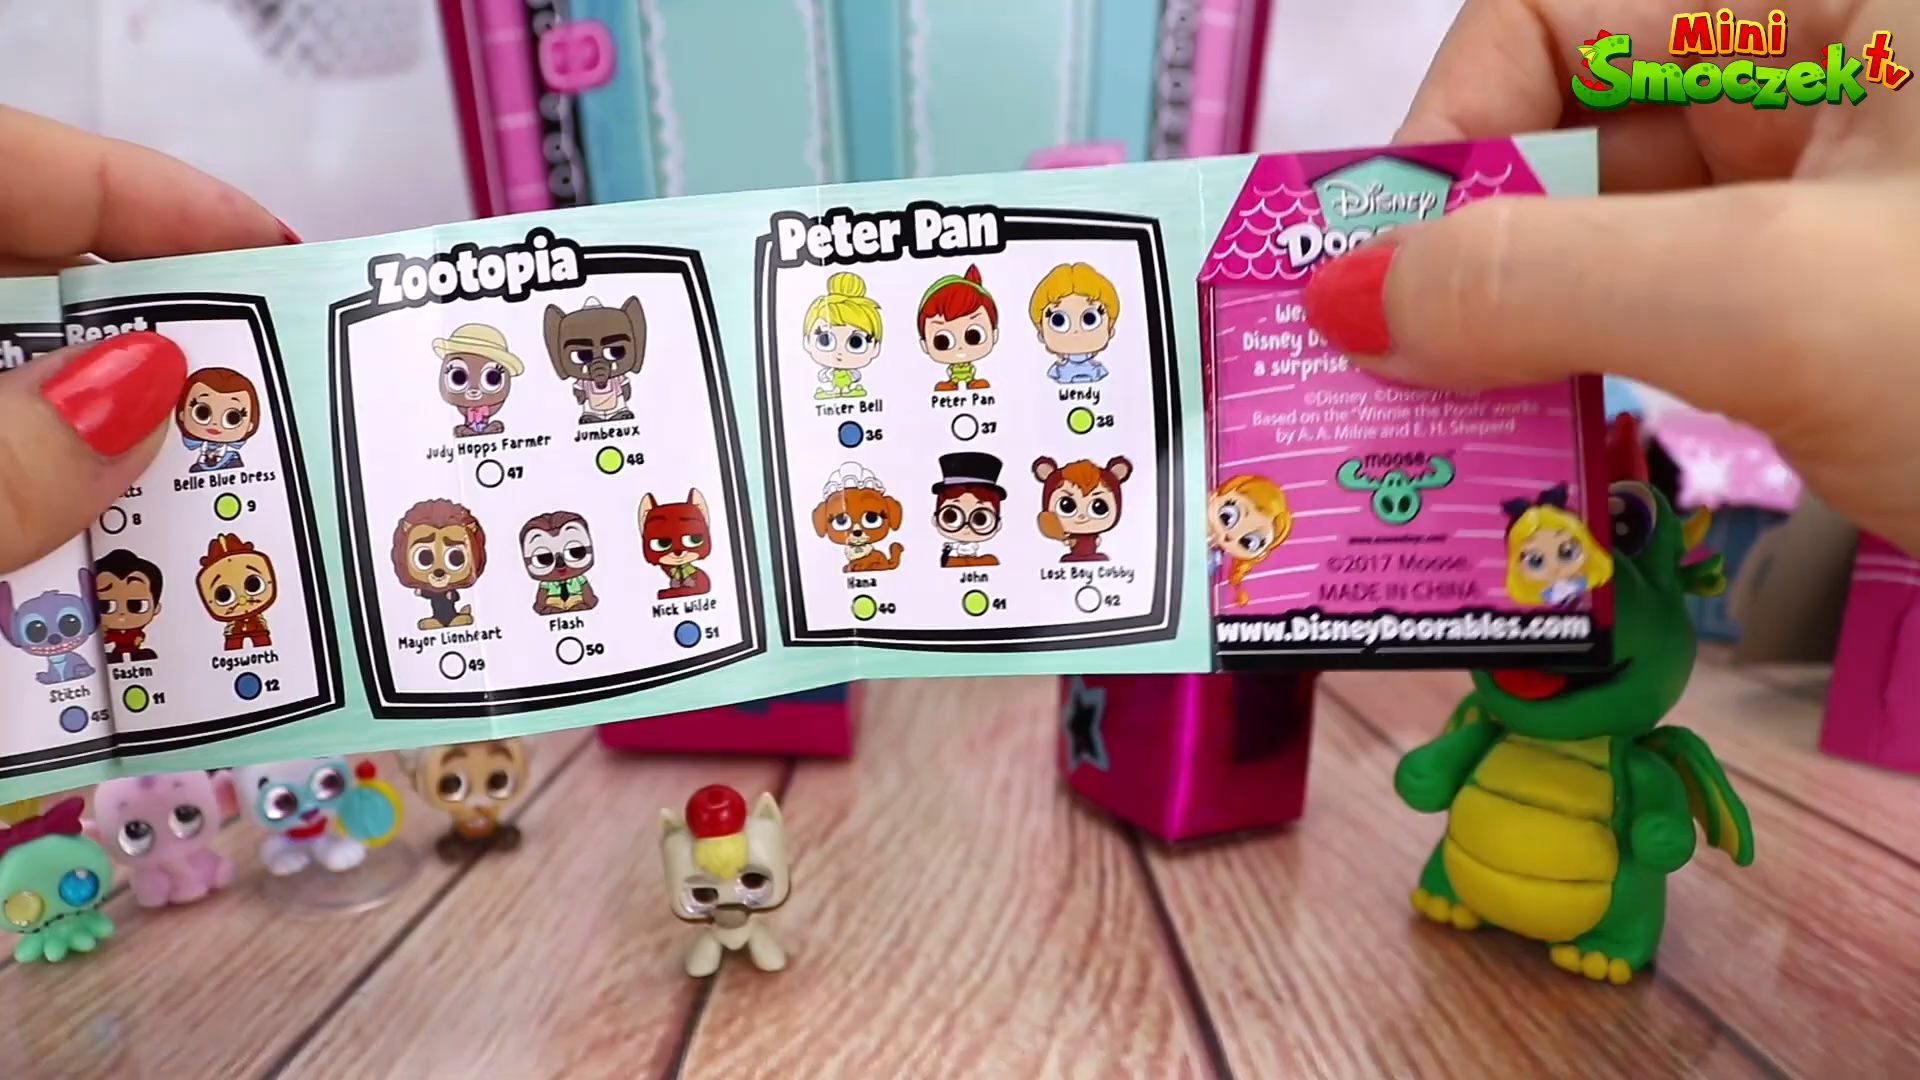 Mini
Smoczek tv
Beast
Belle Blue Dress
8
9
Gaston
Cogsworth
Stitch
11
12
45
Zootopia
Judy Hopps Farmer
Jumbeaux
47
48
Mayor Lionheart
Flash
Nick Wilde
49
50
51
Peter Pan
Tinker Bell
Peter Pan
Wendy
36
37
38
Nana
John
Lost Boy Cubby
40
41
42
Disney
Disney
a surprise
©Disney
Based on the "Winnie the Pooh" works
by A. A. Milne and E. H. Shepard
moose
©2017 Moose.
MADE IN CHINA
www.DisneyDoorables.com